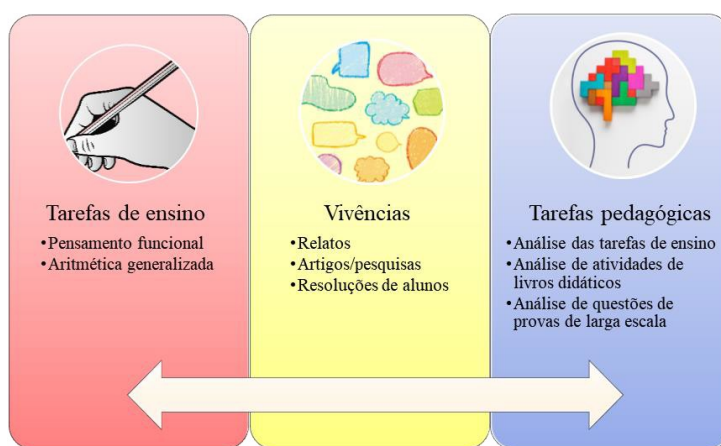 Tarefas de ensino
•Pensamento funcional
•Aritmética generalizada
Vivências
•Relatos
•Artigos/pesquisas
•Resoluções de alunos
Tarefas pedagógicas
•Análise das tarefas de ensino
•Análise de atividades de
livros didáticos
•Análise de questões de
provas de larga escala